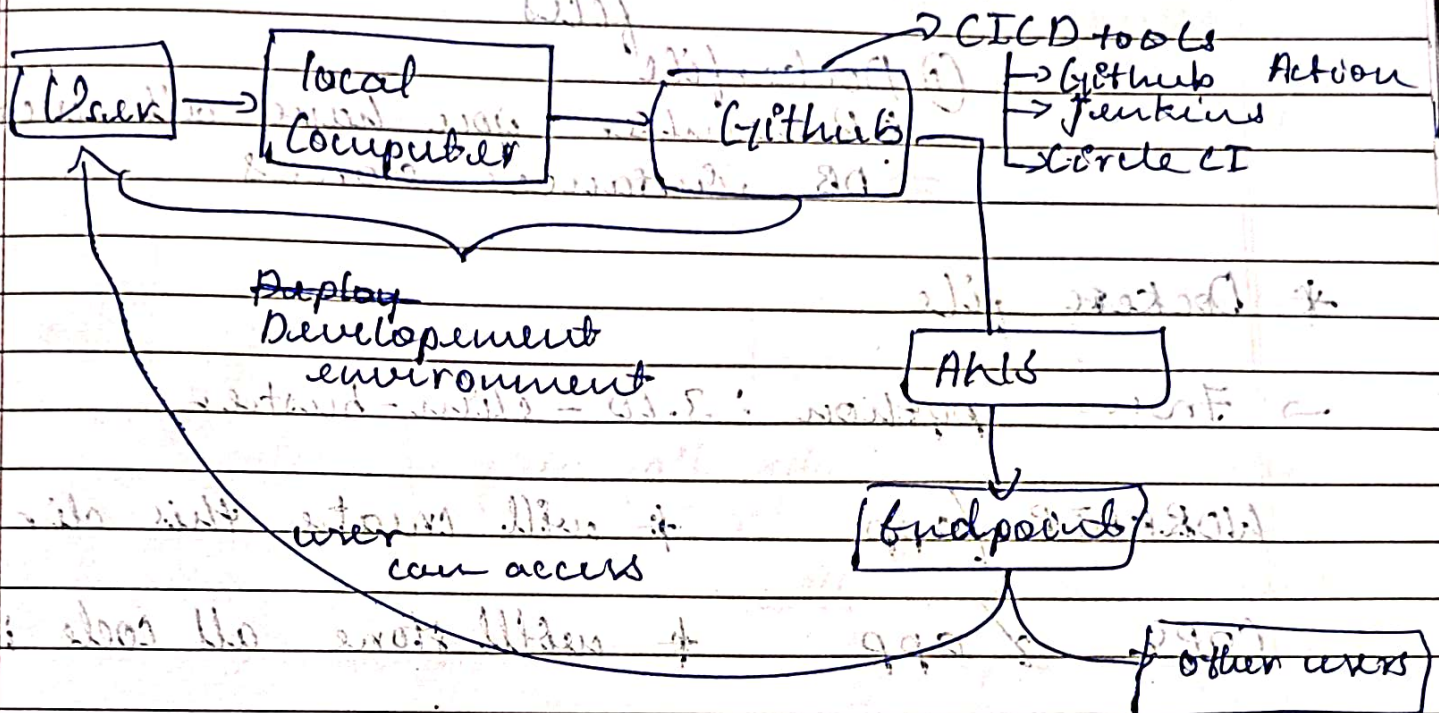 User
local
Computer
Github
CICD tools
Github Action
Jenkins
Circle CI
Deploy
Developement
environment
AWS
Endpoint
user
can access
other users